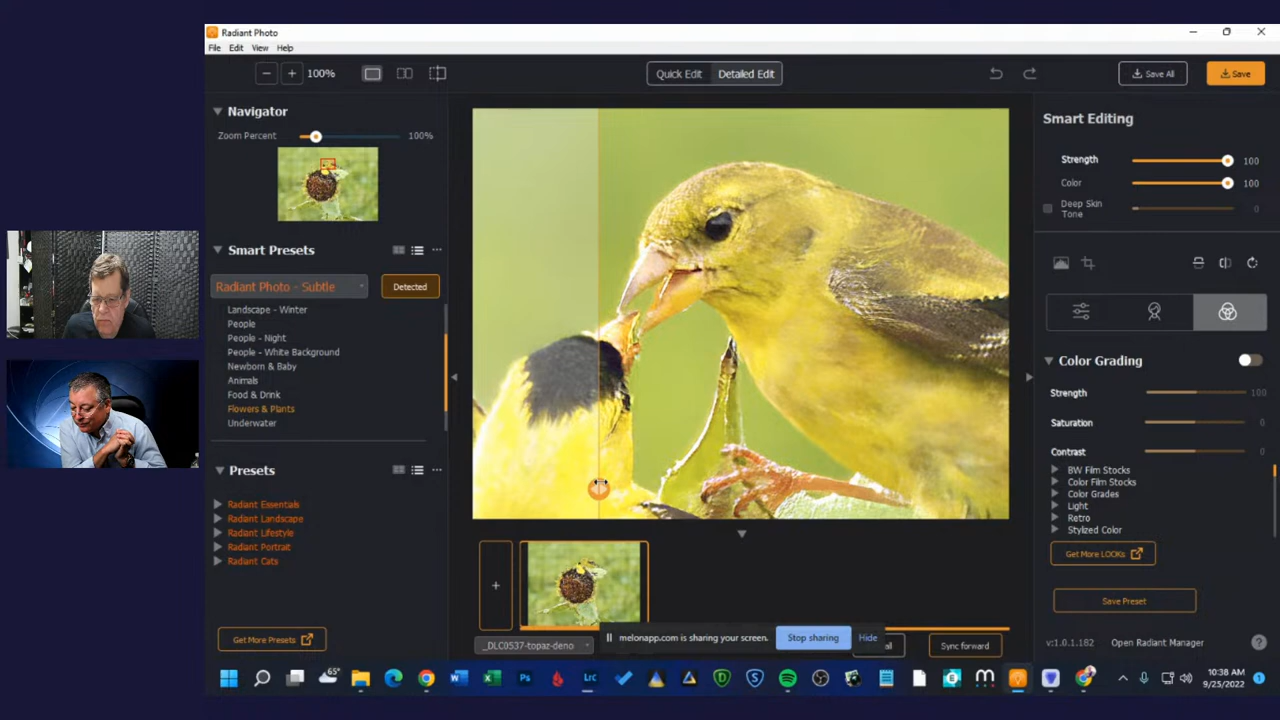 Radiant Photo
File Edit View Help
100%
Quick Edit Detailed Edit
Save All
Save
Navigator
Zoom Percent 100%
Smart Presets
Radiant Photo - Subtle
Detected
Landscape - Winter
People
People - Night
People - White Background
Newborn & Baby
Animals
Food & Drink
Flowers & Plants
Underwater
Presets
Radiant Essentials
Radiant Landscape
Radiant Lifestyle
Radiant Portrait
Radiant Cats
Get More Presets
_DLC0537-topaz-deno
melonapp.com is sharing your screen.
Stop sharing
Hide
all
Sync forward
Smart Editing
Strength 100
Color 100
Deep Skin
Tone 0
Color Grading
Strength 100
Saturation 0
Contrast 0
BW Film Stocks
Color Film Stocks
Color Grades
Light
Retro
Stylized Color
Get More LOOKs
Save Preset
v:1.0.1.182 Open Radiant Manager
65°
W
Ps
Lrc
10:38 AM
9/25/2022